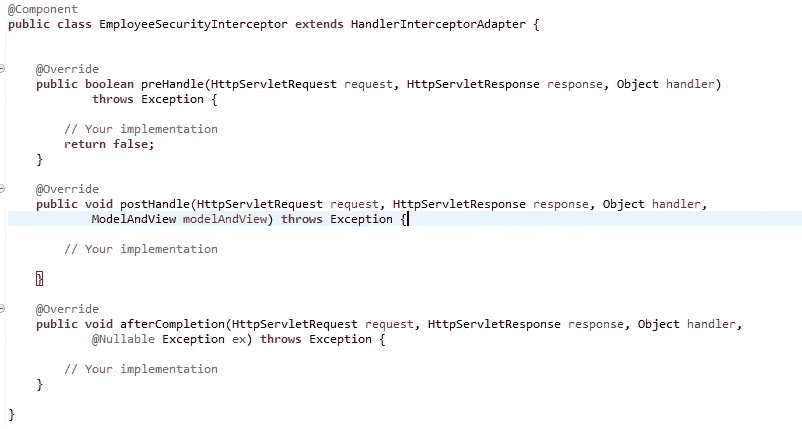 @Component
public class EmployeeSecurityInterceptor extends HandlerInterceptorAdapter {
@Override
public boolean preHandle(HttpServletRequest request, HttpServletResponse response, Object handler)
throws Exception {
// Your implementation
return false;
}
@Override
public void postHandle(HttpServletRequest request, HttpServletResponse response, Object handler,
ModelAndView modelAndView) throws Exception {
// Your implementation
}
@Override
public void afterCompletion(HttpServletRequest request, HttpServletResponse response, Object handler,
@Nullable Exception ex) throws Exception {
// Your implementation
}
}